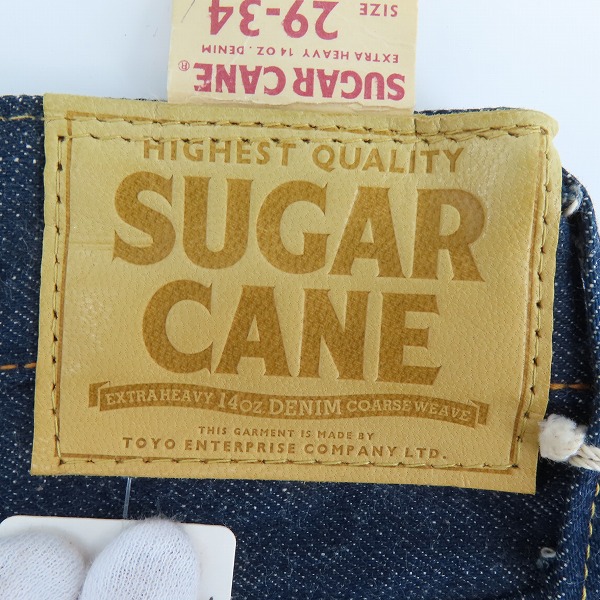 SUGAR CANE®
EXTRA HEAVY 14 OZ. DENIM
SIZE 29-34
HIGHEST QUALITY
SUGAR
CANE
EXTRA HEAVY 14OZ DENIM COARSE WEAVE
THIS GARMENT IS MADE BY
TOYO ENTERPRISE COMPANY LTD.